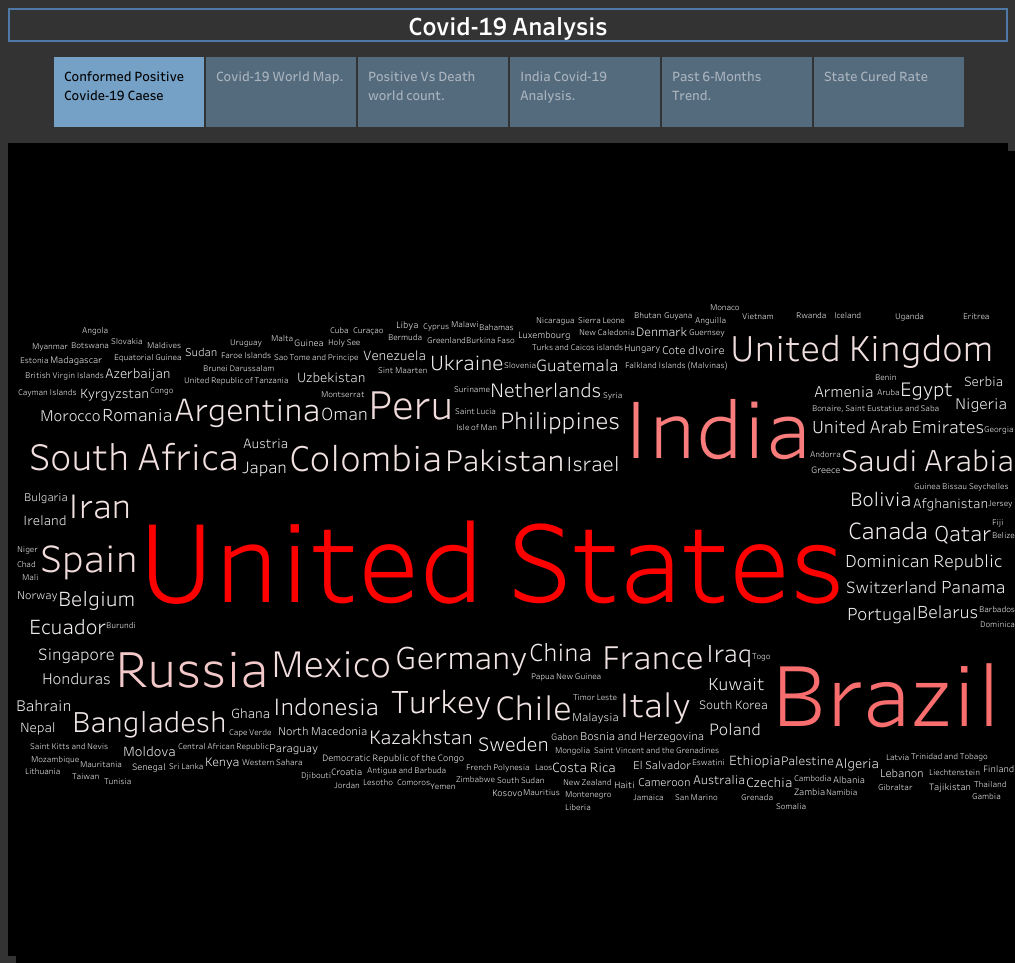 Covid-19 Analysis
Conformed Positive
Covide-19 Caese
Covid-19 World Map.
Positive Vs Death
world count.
India Covid-19
Analysis.
Past 6-Months
Trend.
State Cured Rate
Monaco
Nicaragua Sierra Leone Bhutan Guyana Anguilla Vietnam Rwanda Iceland Uganda Eritrea
Angola Cuba Curaçao Libya Cyprus Malawi Bahamas
Luxembourg New Caledonia Denmark Guernsey
Myanmar Botswana Slovakia Maldives Uruguay Malta Guinea Holy See Bermuda Greenland Burkina Faso
Turks and Caicos islands Hungary Cote dIvoire United Kingdom
Estonia Madagascar Equatorial Guinea Sudan Faroe Islands Sao Tome and Principe Venezuela Ukraine Slovenia Guatemala Falkland Islands (Malvinas)
British Virgin Islands Azerbaijan Brunei Darussalam United Republic of Tanzania Uzbekistan Sint Maarten
Cayman Islands Kyrgyzstan Congo Montserrat Suriname Netherlands Syria Armenia Benin Aruba Egypt Serbia
Morocco Romania Argentina Oman Peru Saint Lucia Isle of Man Philippines India Bonaire, Saint Eustatius and Saba Nigeria
United Arab Emirates Georgia
South Africa Austria Japan Colombia Pakistan Israel Andorra Greece Saudi Arabia
Bulgaria Iran Guinea Bissau Seychelles
Ireland Bolivia Afghanistan Jersey
Niger Chad Mali Spain United States Canada Qatar Fiji Belize
Dominican Republic
Norway Belgium Switzerland Panama
Ecuador Burundi Portugal Belarus Barbados Dominica
Singapore Russia Mexico Germany China France Iraq Togo
Honduras Papua New Guinea Kuwait Brazil
Bahrain Bangladesh Ghana Indonesia Turkey Chile Timor Leste Malaysia Italy South Korea
Nepal Cape Verde North Macedonia Kazakhstan Sweden Gabon Bosnia and Herzegovina Poland
Saint Kitts and Nevis Moldova Central African Republic Paraguay Mongolia Saint Vincent and the Grenadines
Mozambique Mauritania Senegal Sri Lanka Kenya Western Sahara Democratic Republic of the Congo French Polynesia Laos Costa Rica El Salvador Eswatini Ethiopia Palestine Algeria Latvia Trinidad and Tobago
Lithuania Taiwan Tunisia Djibouti Croatia Antigua and Barbuda Zimbabwe South Sudan New Zealand Haiti Cameroon Australia Czechia Cambodia Albania Lebanon Liechtenstein Finland
Jordan Lesotho Comoros Yemen Kosovo Mauritius Montenegro Jamaica San Marino Grenada Zambia Namibia Gibraltar Tajikistan Thailand Gambia
Liberia Somalia